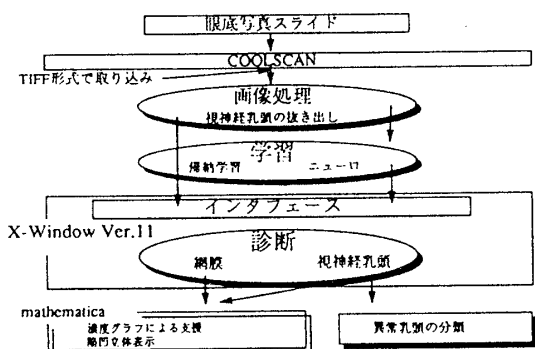 眼底写真スライド
COOLSCAN
TIFF形式で取り込み
画像処理
視神経乳頭の抜き出し
学習
帰納学習 ニューロ
インタフェース
X-Window Ver.11
診断
網膜 視神経乳頭
mathematica
濃度グラフによる支援
陥凹立体表示
異常乳頭の分類